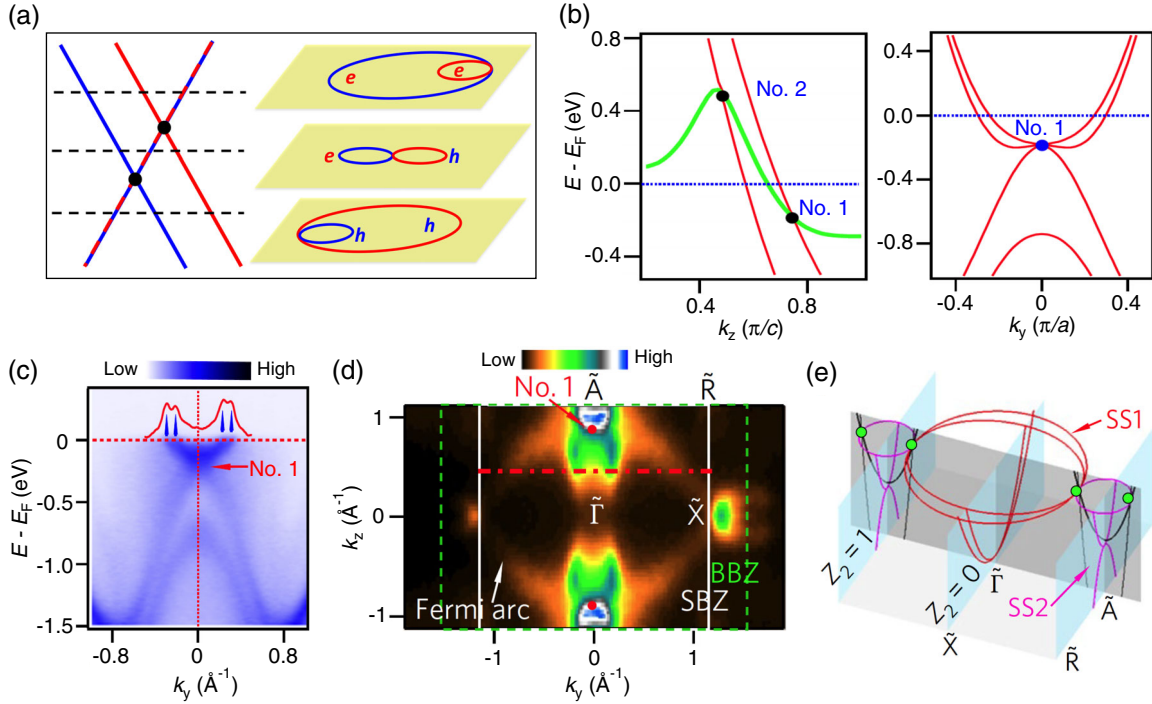 (a)
e
e
e
h
h
h
(b)
0.8
0.4
0.0
-0.4
E - E_F (eV)
No. 2
No. 1
0.4
0.8
k_z (π/c)
0.4
0.0
-0.4
-0.8
No. 1
-0.4
0
0.4
k_y (π/a)
(c)
Low
High
0
-0.5
-1.0
-1.5
E - E_F (eV)
No. 1
-0.8
0
0.8
k_y (Å⁻¹)
(d)
Low
High
No. 1
Ã
R̃
1
0
-1
k_z (Å⁻¹)
Γ̃
X̃
BBZ
SBZ
Fermi arc
-1
0
1
k_y (Å⁻¹)
(e)
SS1
Z₂ = 1
Z₂ = 0
Γ̃
SS2
Ã
X̃
R̃